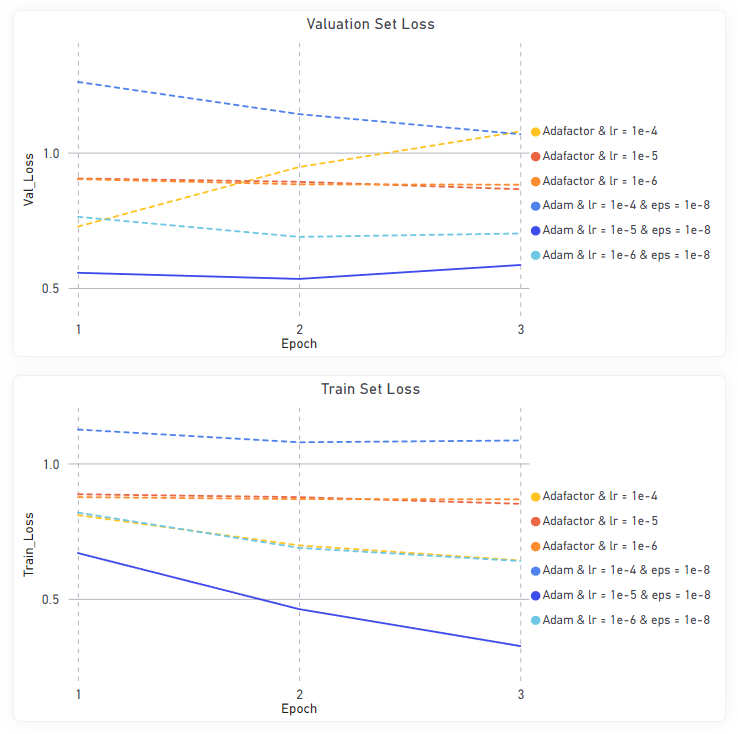 Valuation Set Loss
Val_Loss
1.0
0.5
1
2
3
Epoch
Adafactor & lr = 1e-4
Adafactor & lr = 1e-5
Adafactor & lr = 1e-6
Adam & lr = 1e-4 & eps = 1e-8
Adam & lr = 1e-5 & eps = 1e-8
Adam & lr = 1e-6 & eps = 1e-8
Train Set Loss
Train_Loss
1.0
0.5
1
2
3
Epoch
Adafactor & lr = 1e-4
Adafactor & lr = 1e-5
Adafactor & lr = 1e-6
Adam & lr = 1e-4 & eps = 1e-8
Adam & lr = 1e-5 & eps = 1e-8
Adam & lr = 1e-6 & eps = 1e-8